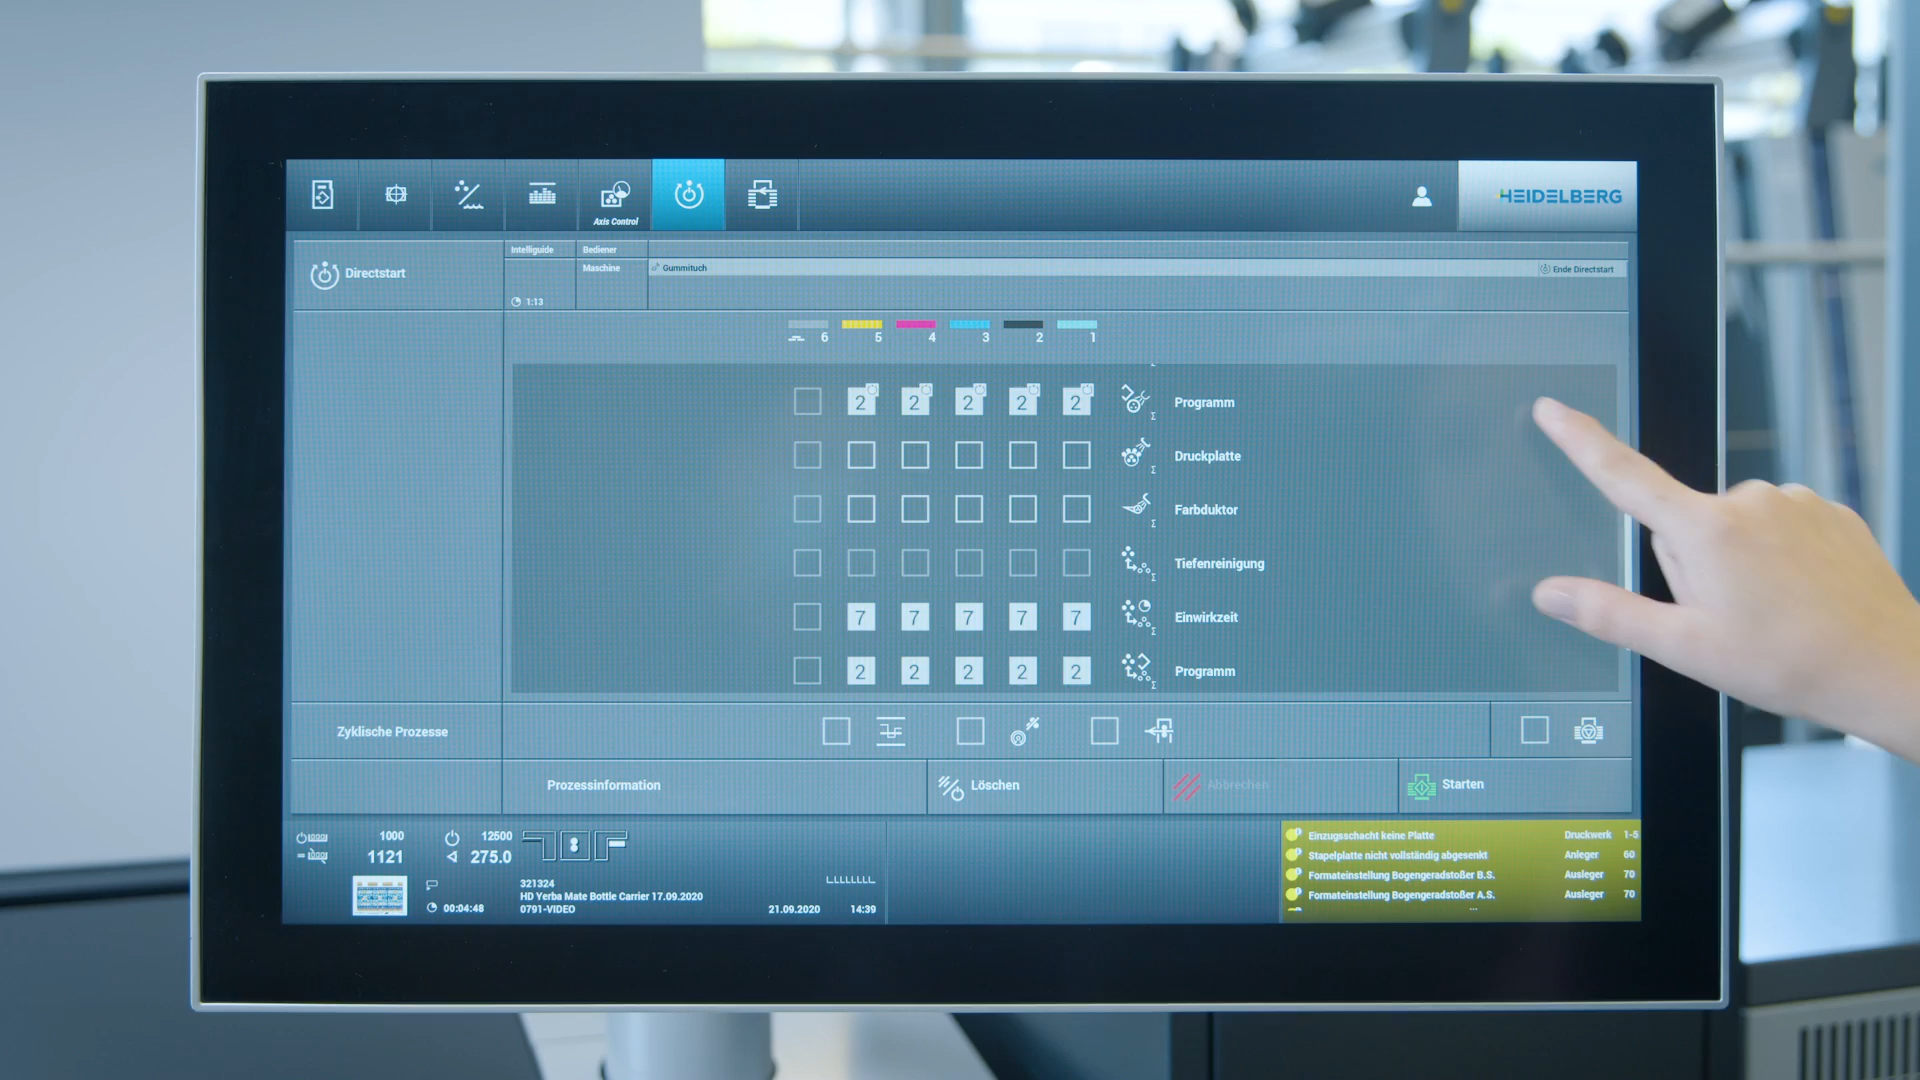 Axis Control
HEIDELBERG
Directstart
Intelliguide
Bediener
Maschine
Gummituch
Ende Directstart
1:13
6 5 4 3 2 1
2 2 2 2 2 Programm
Druckplatte
Farbduktor
Tiefenreinigung
7 7 7 7 7 Einwirkzeit
2 2 2 2 2 Programm
Zyklische Prozesse
Prozessinformation
Löschen
Abbrechen
Starten
1000
1121
12500
275.0
00:04:48
321324
HD Yerba Mate Bottle Carrier 17.09.2020
0791-VIDEO
21.09.2020 14:39
Einzugsschacht keine Platte Druckwerk 1-5
Stapelplatte nicht vollständig abgesenkt Anleger 60
Formateinstellung Bogengeradstoßer B.S. Ausleger 70
Formateinstellung Bogengeradstoßer A.S. Ausleger 70